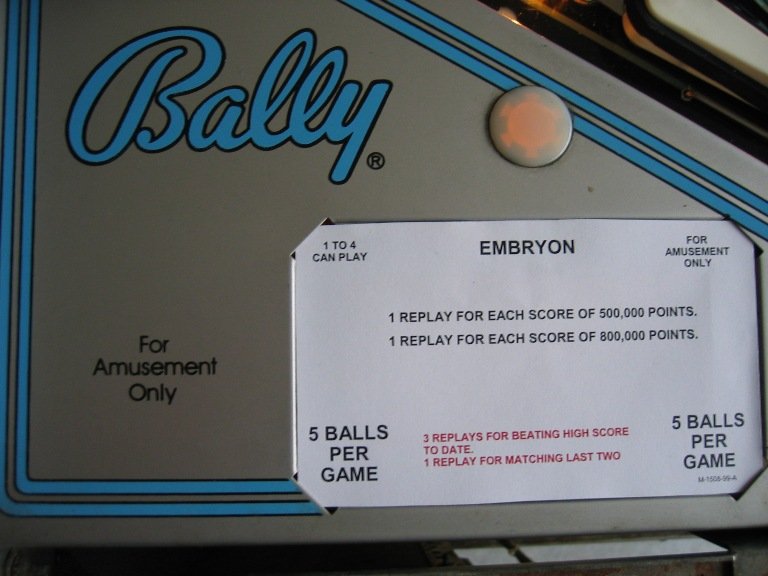 Bally®
For
Amusement
Only
1 TO 4
CAN PLAY
EMBRYON
FOR
AMUSEMENT
ONLY
1 REPLAY FOR EACH SCORE OF 500,000 POINTS.
1 REPLAY FOR EACH SCORE OF 800,000 POINTS.
5 BALLS
PER
GAME
3 REPLAYS FOR BEATING HIGH SCORE
TO DATE.
1 REPLAY FOR MATCHING LAST TWO
5 BALLS
PER
GAME
M-1508-99-A